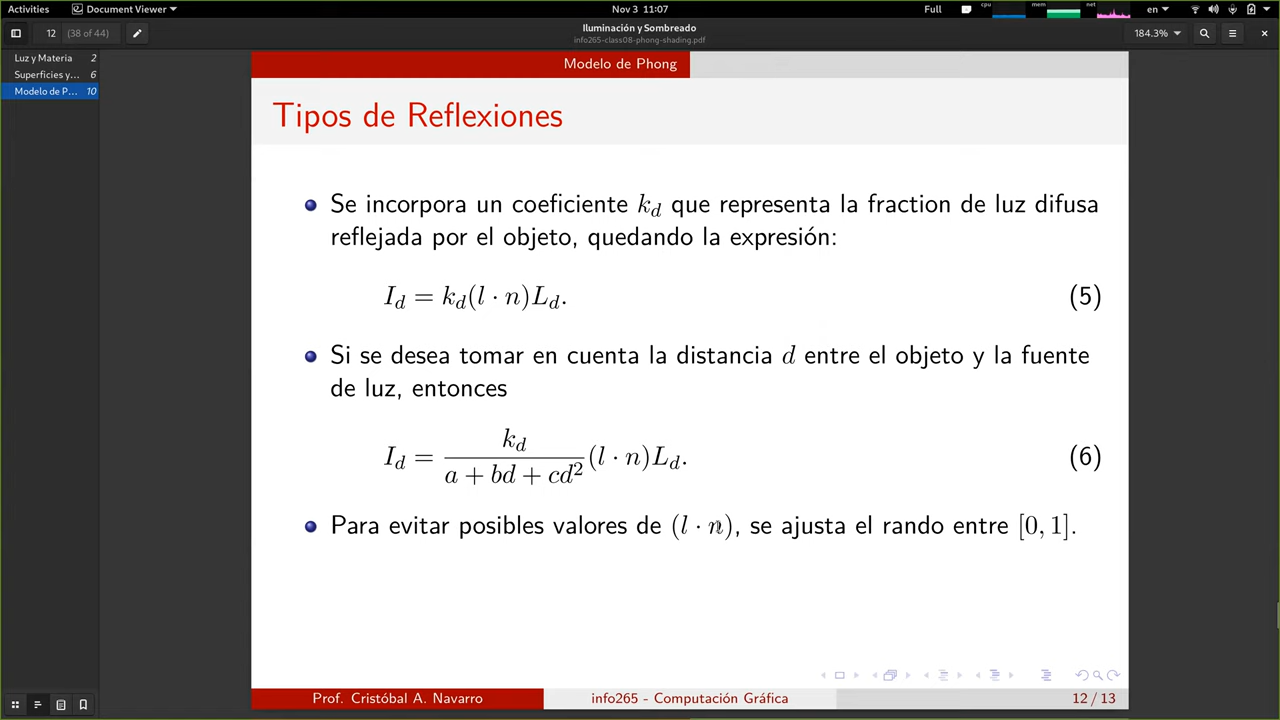 Activities
Document Viewer
Nov 3 11:07
Full
cpu
mem
net
en
12
(38 of 44)
Iluminación y Sombreado
info265-class08-phong-shading.pdf
184.3%
Luz y Materia 2
Superficies y... 6
Modelo de P... 10
Modelo de Phong
Tipos de Reflexiones
Se incorpora un coeficiente k_d que representa la fraction de luz difusa
reflejada por el objeto, quedando la expresión:
I_d = k_d(l · n)L_d. (5)
Si se desea tomar en cuenta la distancia d entre el objeto y la fuente
de luz, entonces
I_d = k_d / (a + bd + cd²) (l · n)L_d. (6)
Para evitar posibles valores de (l · n), se ajusta el rando entre [0, 1].
Prof. Cristóbal A. Navarro
info265 - Computación Gráfica
12 / 13